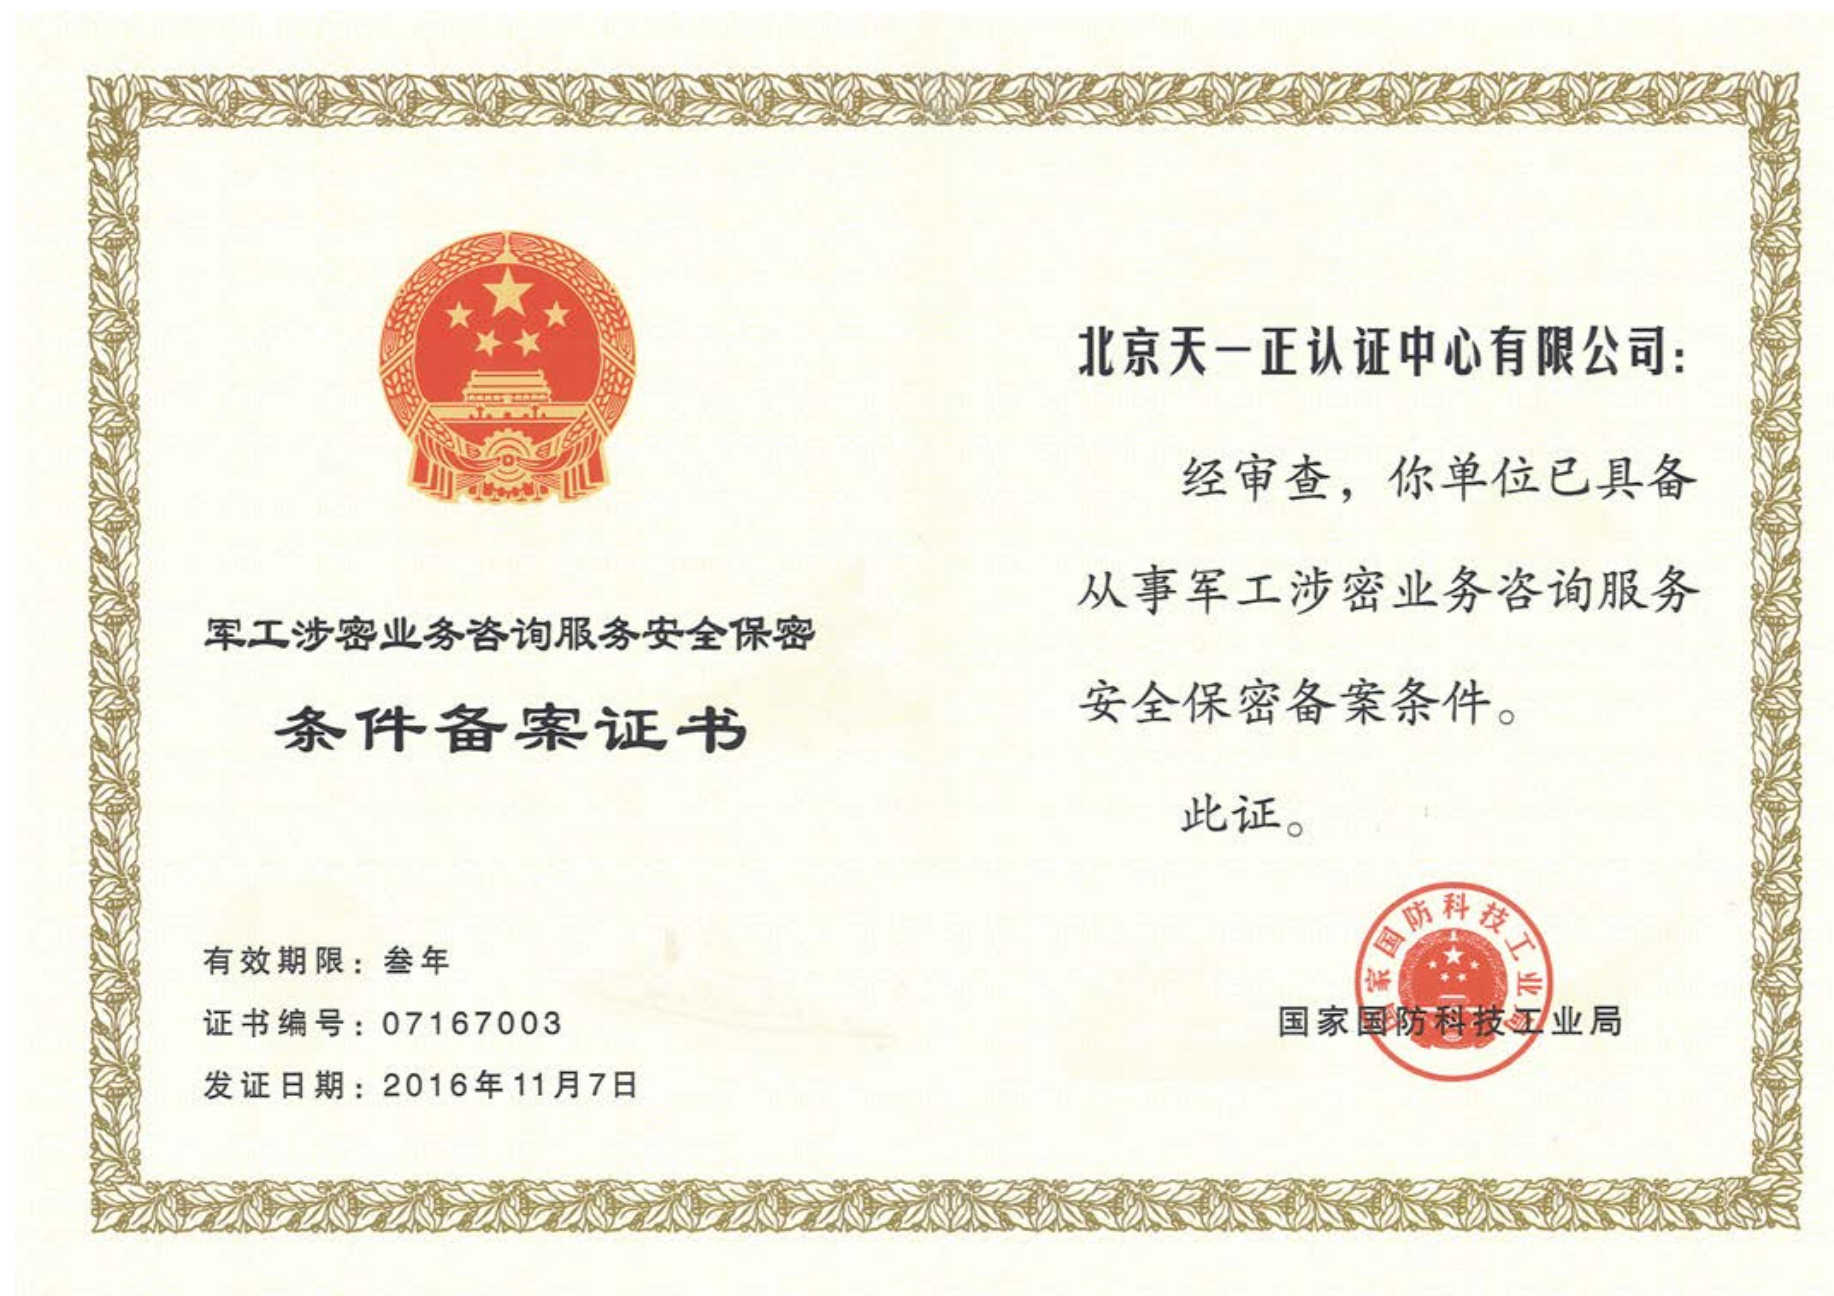 军工涉密业务咨询服务安全保密
条件备案证书
有效期限：叁年
证书编号：07167003
发证日期：2016年11月7日
北京天一正认证中心有限公司：
经审查，你单位已具备
从事军工涉密业务咨询服务
安全保密备案条件。
此证。
国家国防科技工业局
国家国防科技工业局